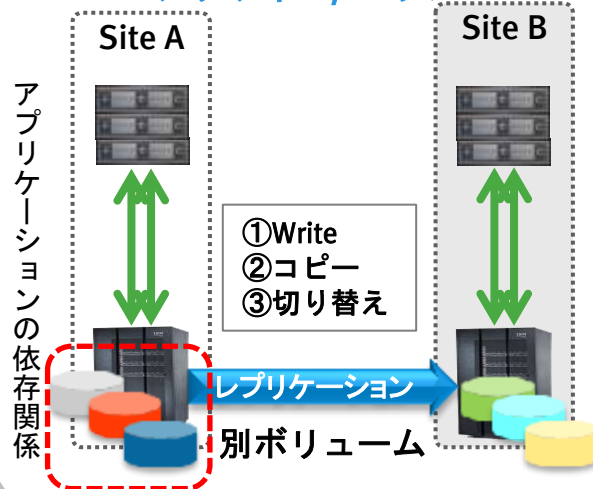 Site A
Site B
アプリケーションの依存関係
①Write
②コピー
③切り替え
レプリケーション
別ボリューム